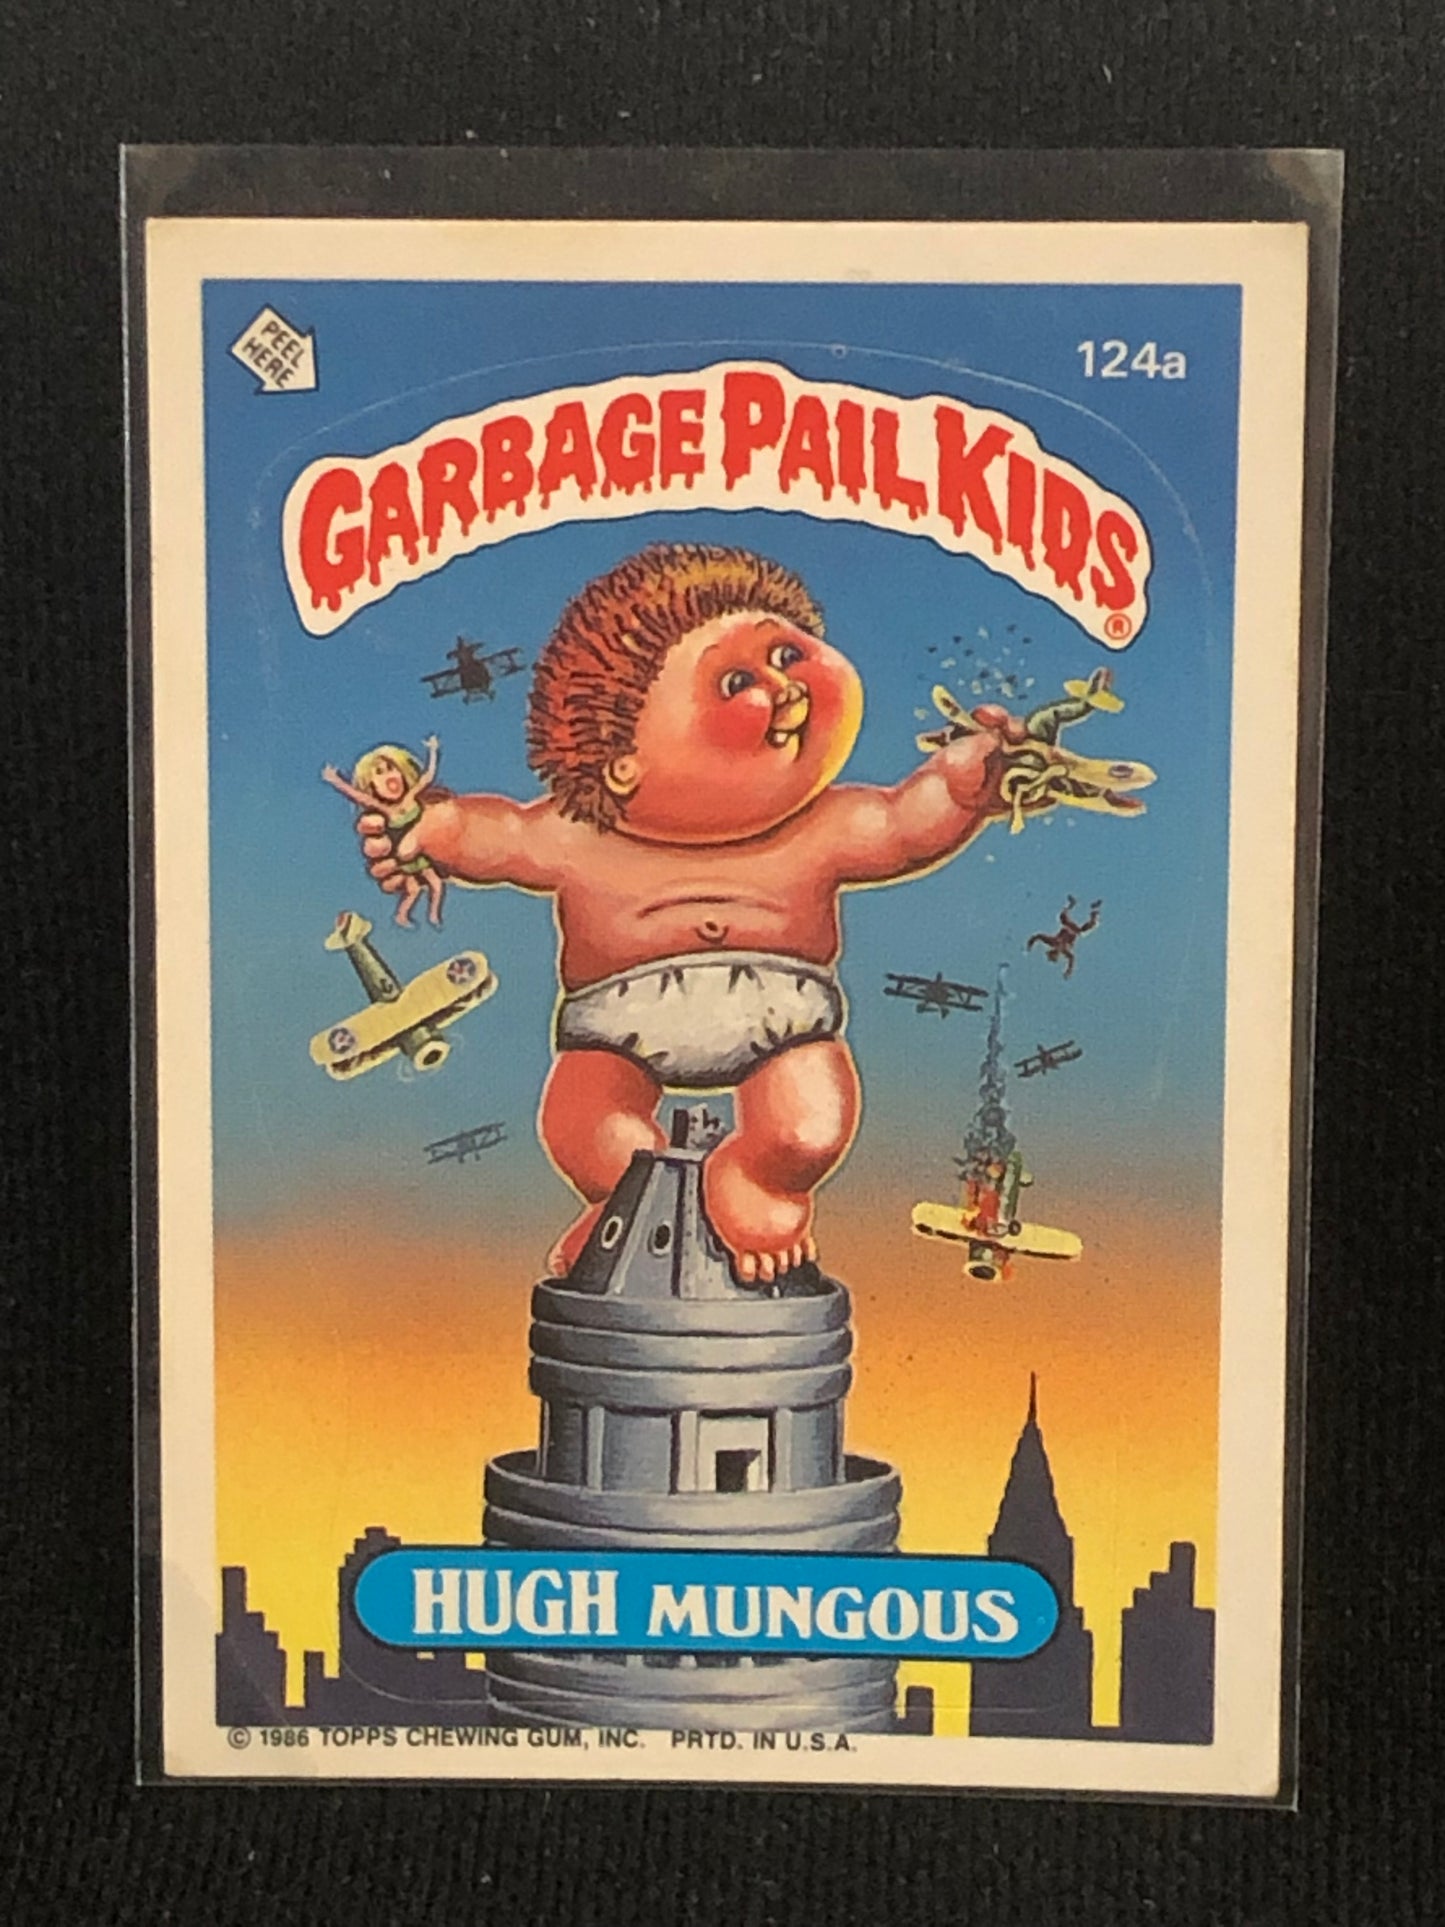 PEEL
HERE
124a
GARBAGE PAIL KIDS
®
HUGH MUNGOUS
© 1986 TOPPS CHEWING GUM, INC. PRTD. IN U.S.A.